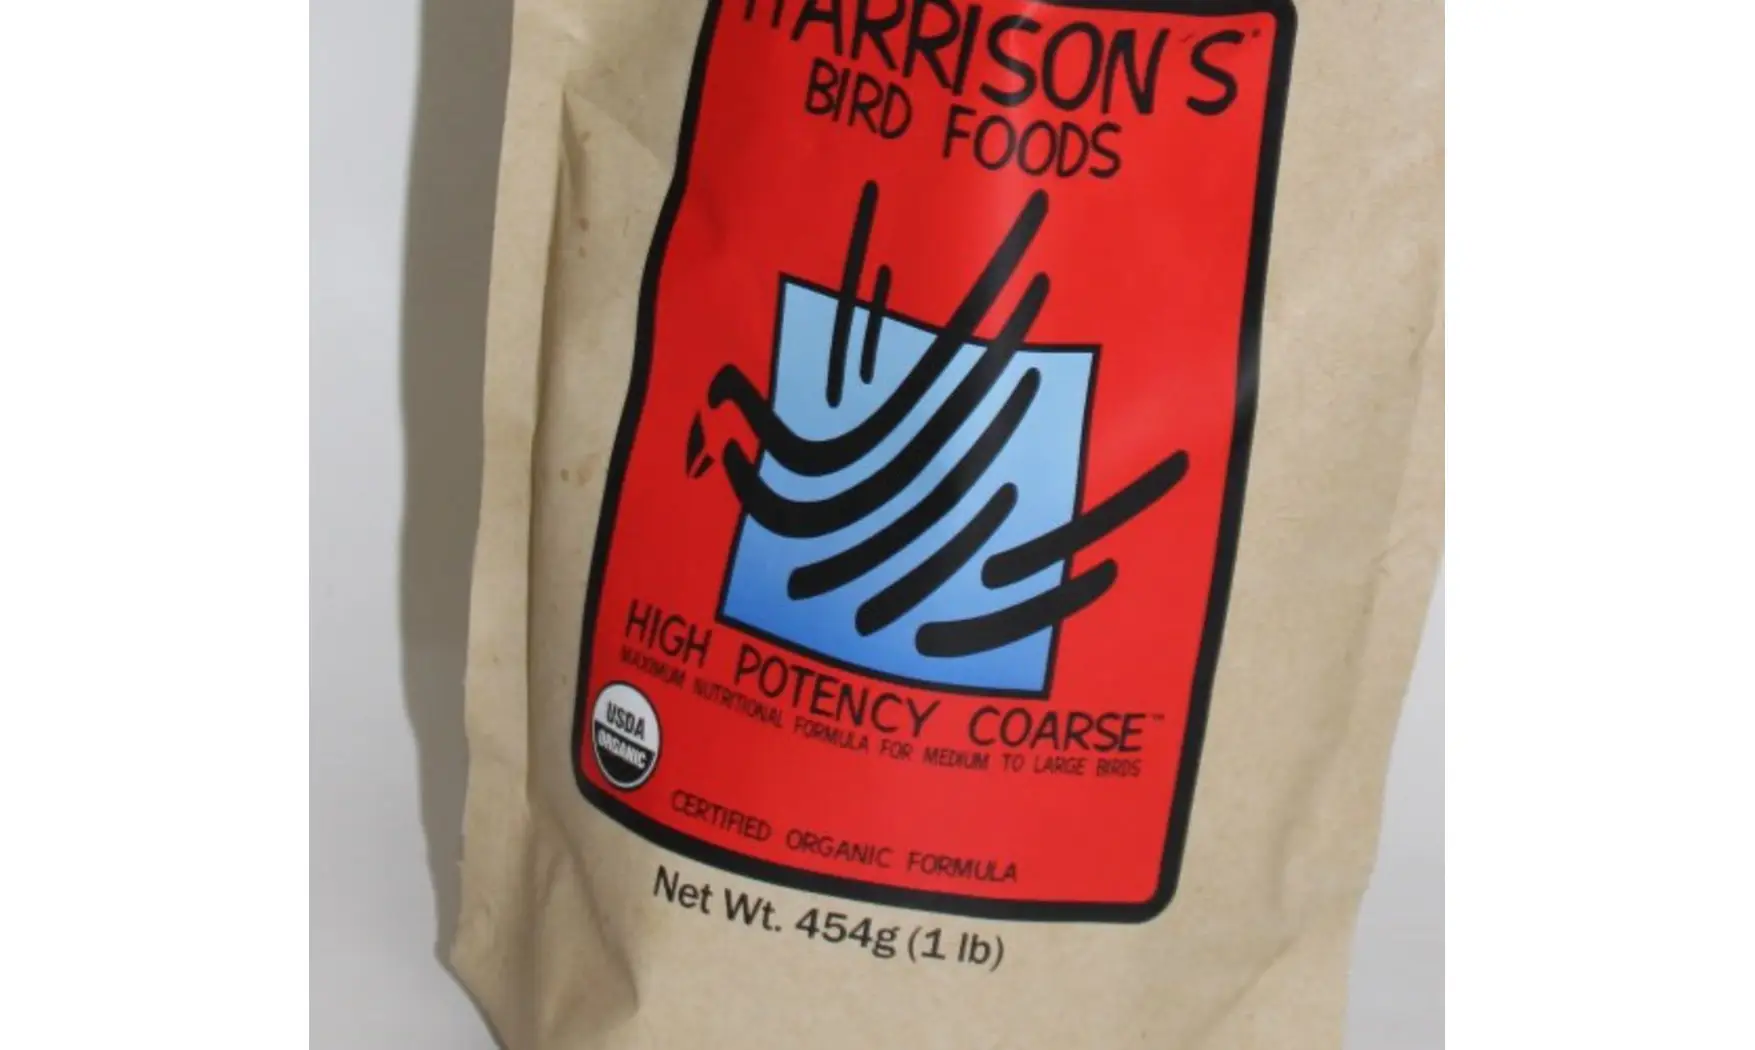 HARRISON'S
BIRD FOODS
HIGH POTENCY COARSE™
MAXIMUM NUTRITIONAL FORMULA FOR MEDIUM TO LARGE BIRDS
USDA
ORGANIC
CERTIFIED ORGANIC FORMULA
Net Wt. 454g (1 lb)